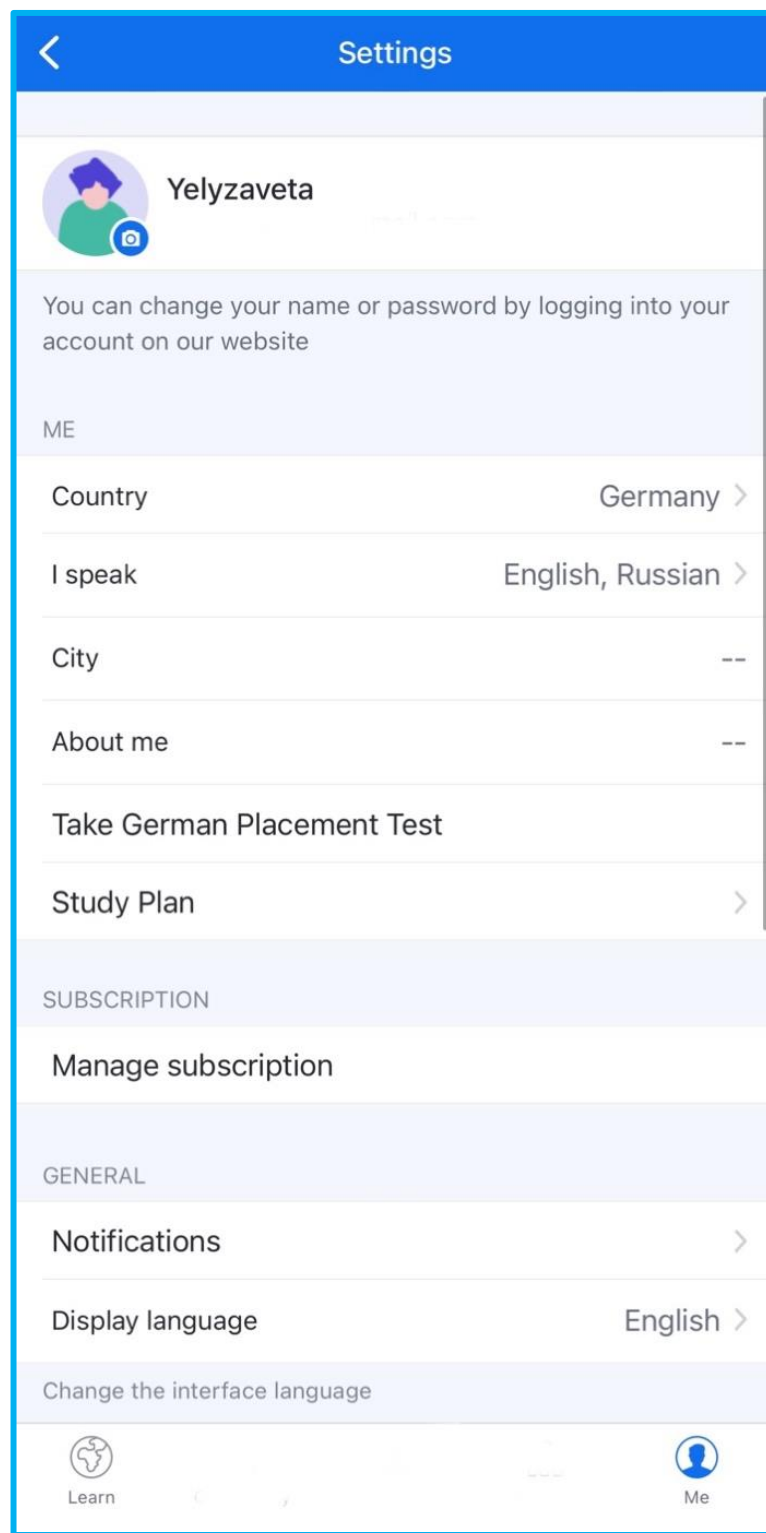 Settings
Yelyzaveta
You can change your name or password by logging into your
account on our website
ME
Country Germany
I speak English, Russian
City --
About me --
Take German Placement Test
Study Plan
SUBSCRIPTION
Manage subscription
GENERAL
Notifications
Display language English
Change the interface language
Learn Me